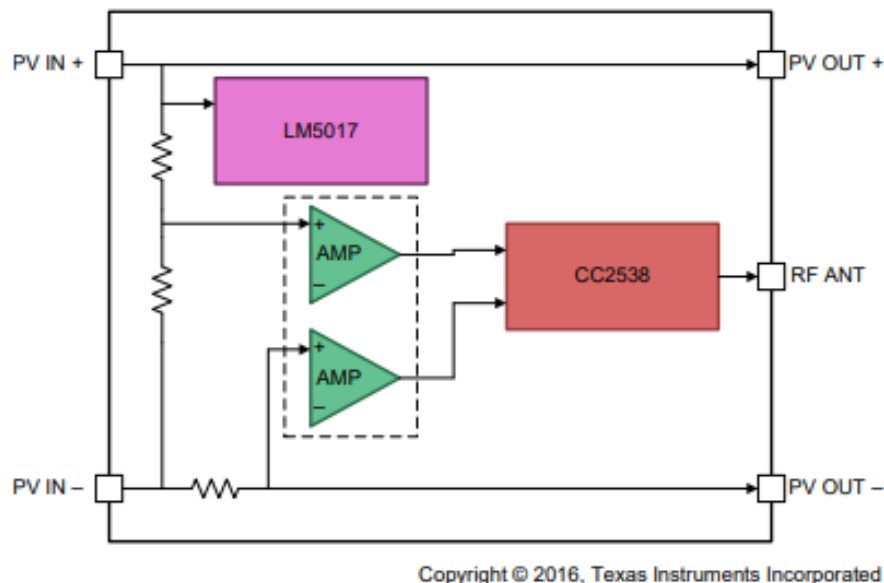 PV IN +
PV OUT +
LM5017
+
AMP
–
CC2538
RF ANT
+
AMP
–
PV IN –
PV OUT –
Copyright © 2016, Texas Instruments Incorporated